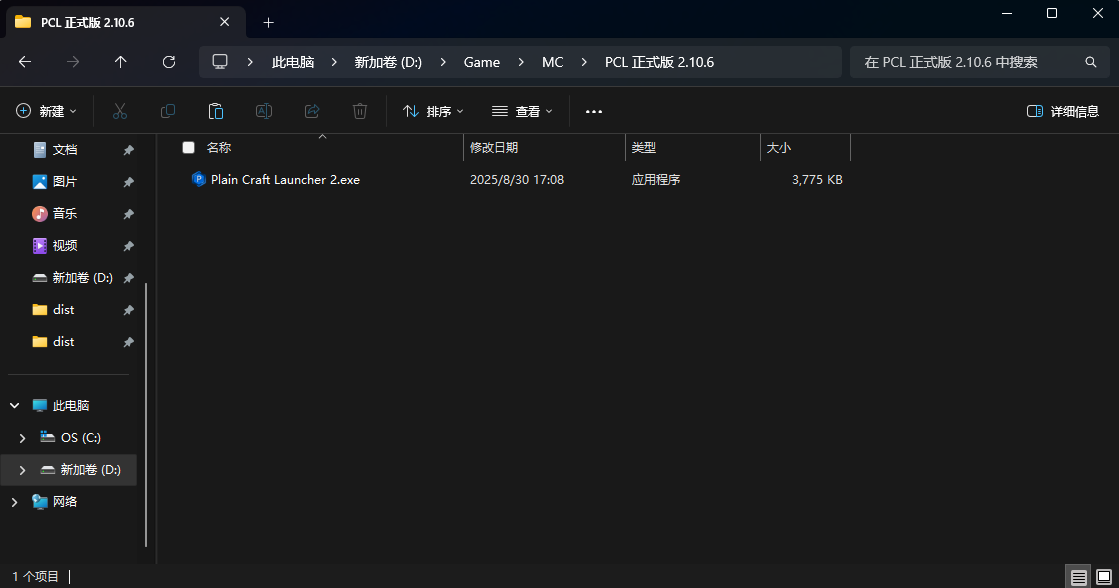 PCL 正式版 2.10.6
此电脑 新加卷 (D:) Game MC PCL 正式版 2.10.6
在 PCL 正式版 2.10.6 中搜索
新建 排序 查看 详细信息
名称 修改日期 类型 大小
Plain Craft Launcher 2.exe 2025/8/30 17:08 应用程序 3,775 KB
文档
图片
音乐
视频
新加卷 (D:)
dist
dist
此电脑
OS (C:)
新加卷 (D:)
网络
1 个项目